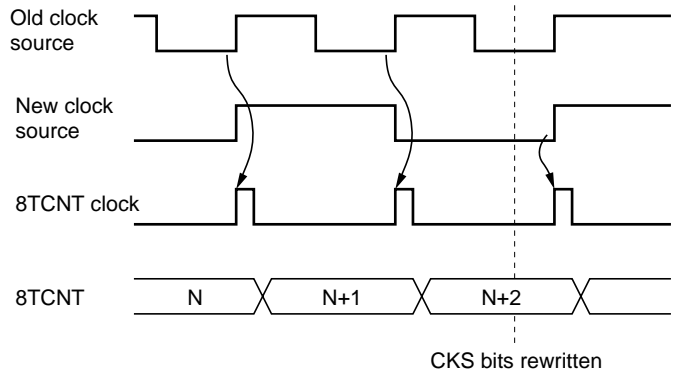 Old clock
source
New clock
source
8TCNT clock
8TCNT
N
N+1
N+2
CKS bits rewritten